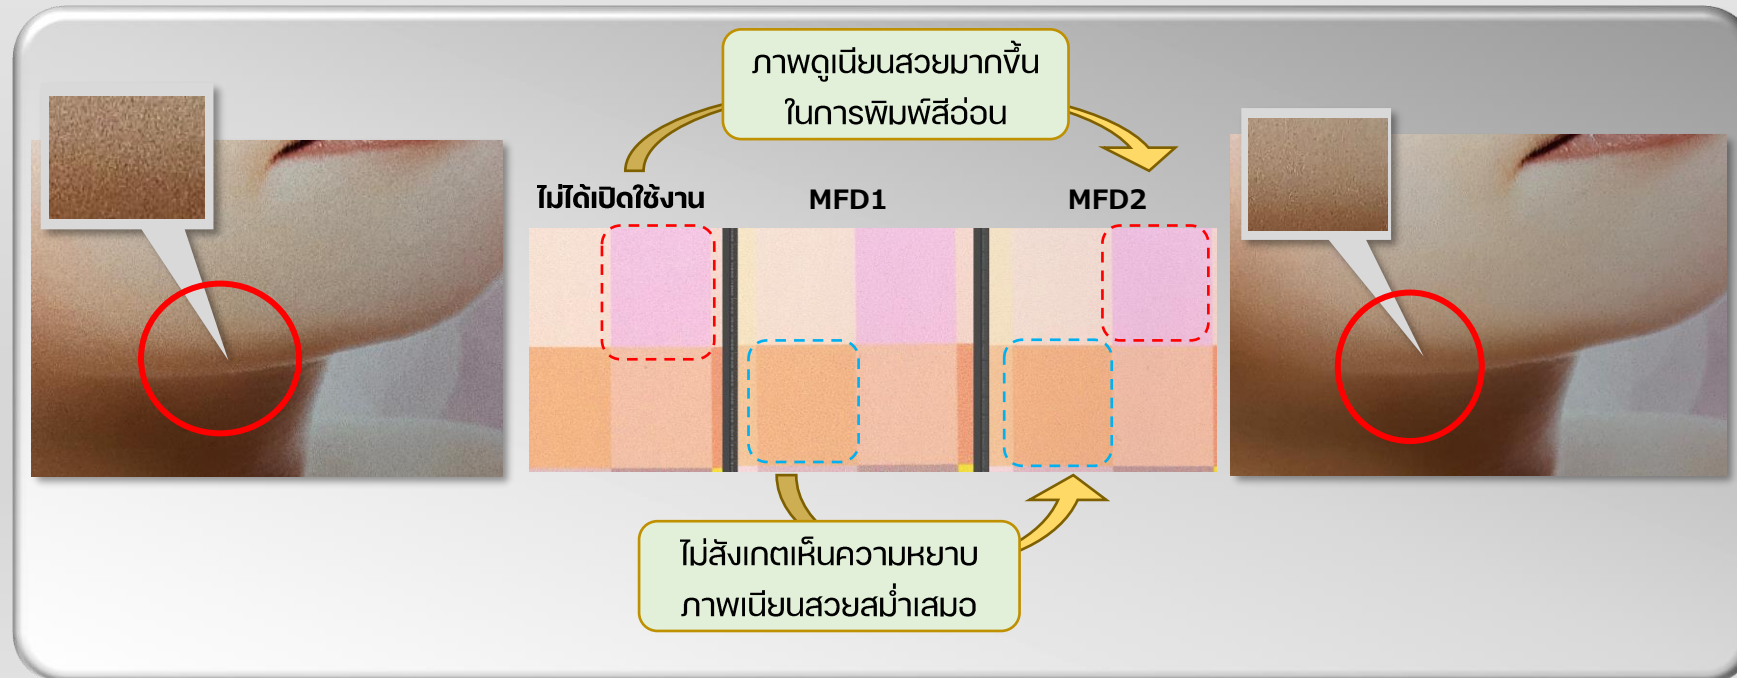 ภาพดูเนียนสวยมากขึ้น
ในการพิมพ์สีอ่อน
ไม่ได้เปิดใช้งาน
MFD1
MFD2
ไม่สังเกตเห็นความหยาบ
ภาพเนียนสวยสม่ำเสมอ